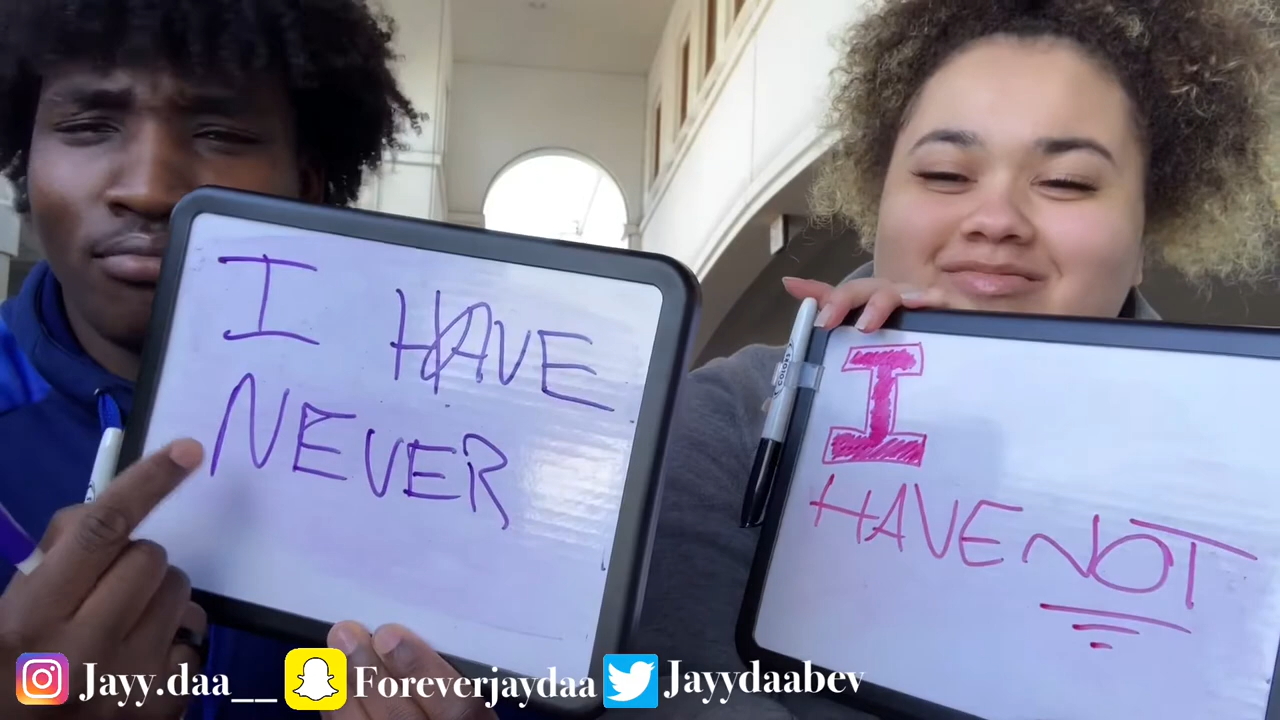 I HAVE
NEVER
I
HAVE NOT
Jayy.daa__ Foreverjaydaa Jayydaabev